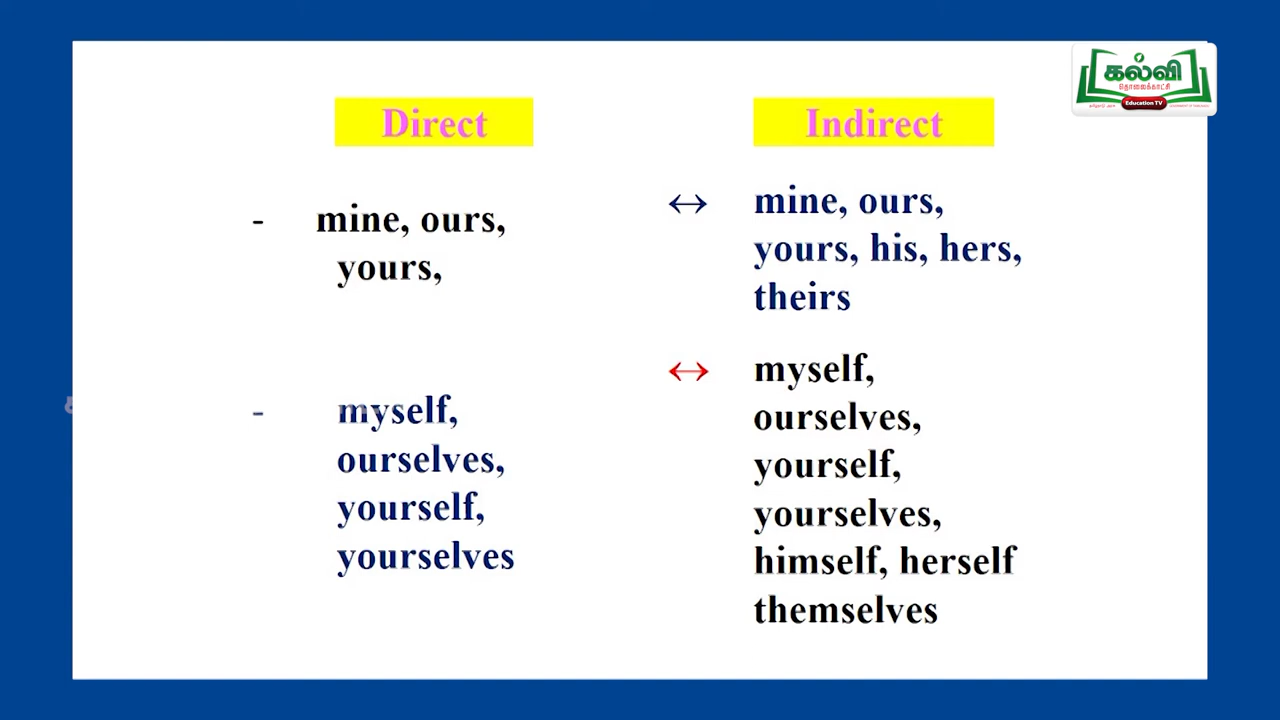 கல்வி
தொலைக்காட்சி
Education TV
Direct
Indirect
- mine, ours,
yours,
↔ mine, ours,
yours, his, hers,
theirs
- myself,
ourselves,
yourself,
yourselves
↔ myself,
ourselves,
yourself,
yourselves,
himself, herself
themselves